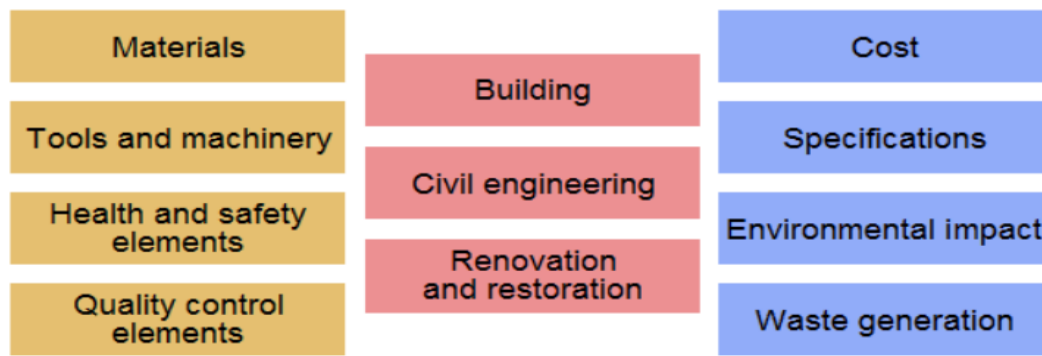 Materials
Tools and machinery
Health and safety
elements
Quality control
elements
Building
Civil engineering
Renovation
and restoration
Cost
Specifications
Environmental impact
Waste generation